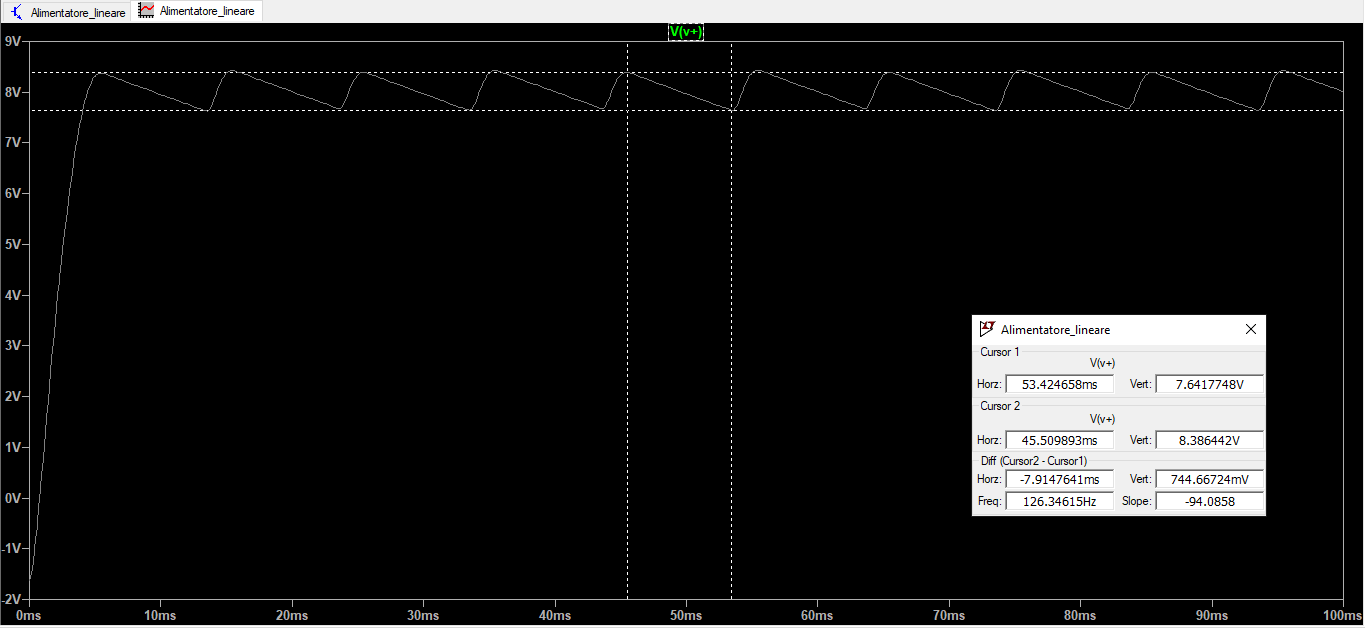 Alimentatore_lineare
Alimentatore_lineare
V(v+)
9V
8V
7V
6V
5V
4V
3V
2V
1V
0V
-1V
-2V
0ms 10ms 20ms 30ms 40ms 50ms 60ms 70ms 80ms 90ms 100ms
Alimentatore_lineare
Cursor 1
V(v+)
Horz: 53.424658ms Vert: 7.6417748V
Cursor 2
V(v+)
Horz: 45.509893ms Vert: 8.386442V
Diff (Cursor2 - Cursor1)
Horz: -7.9147641ms Vert: 744.66724mV
Freq: 126.34615Hz Slope: -94.0858